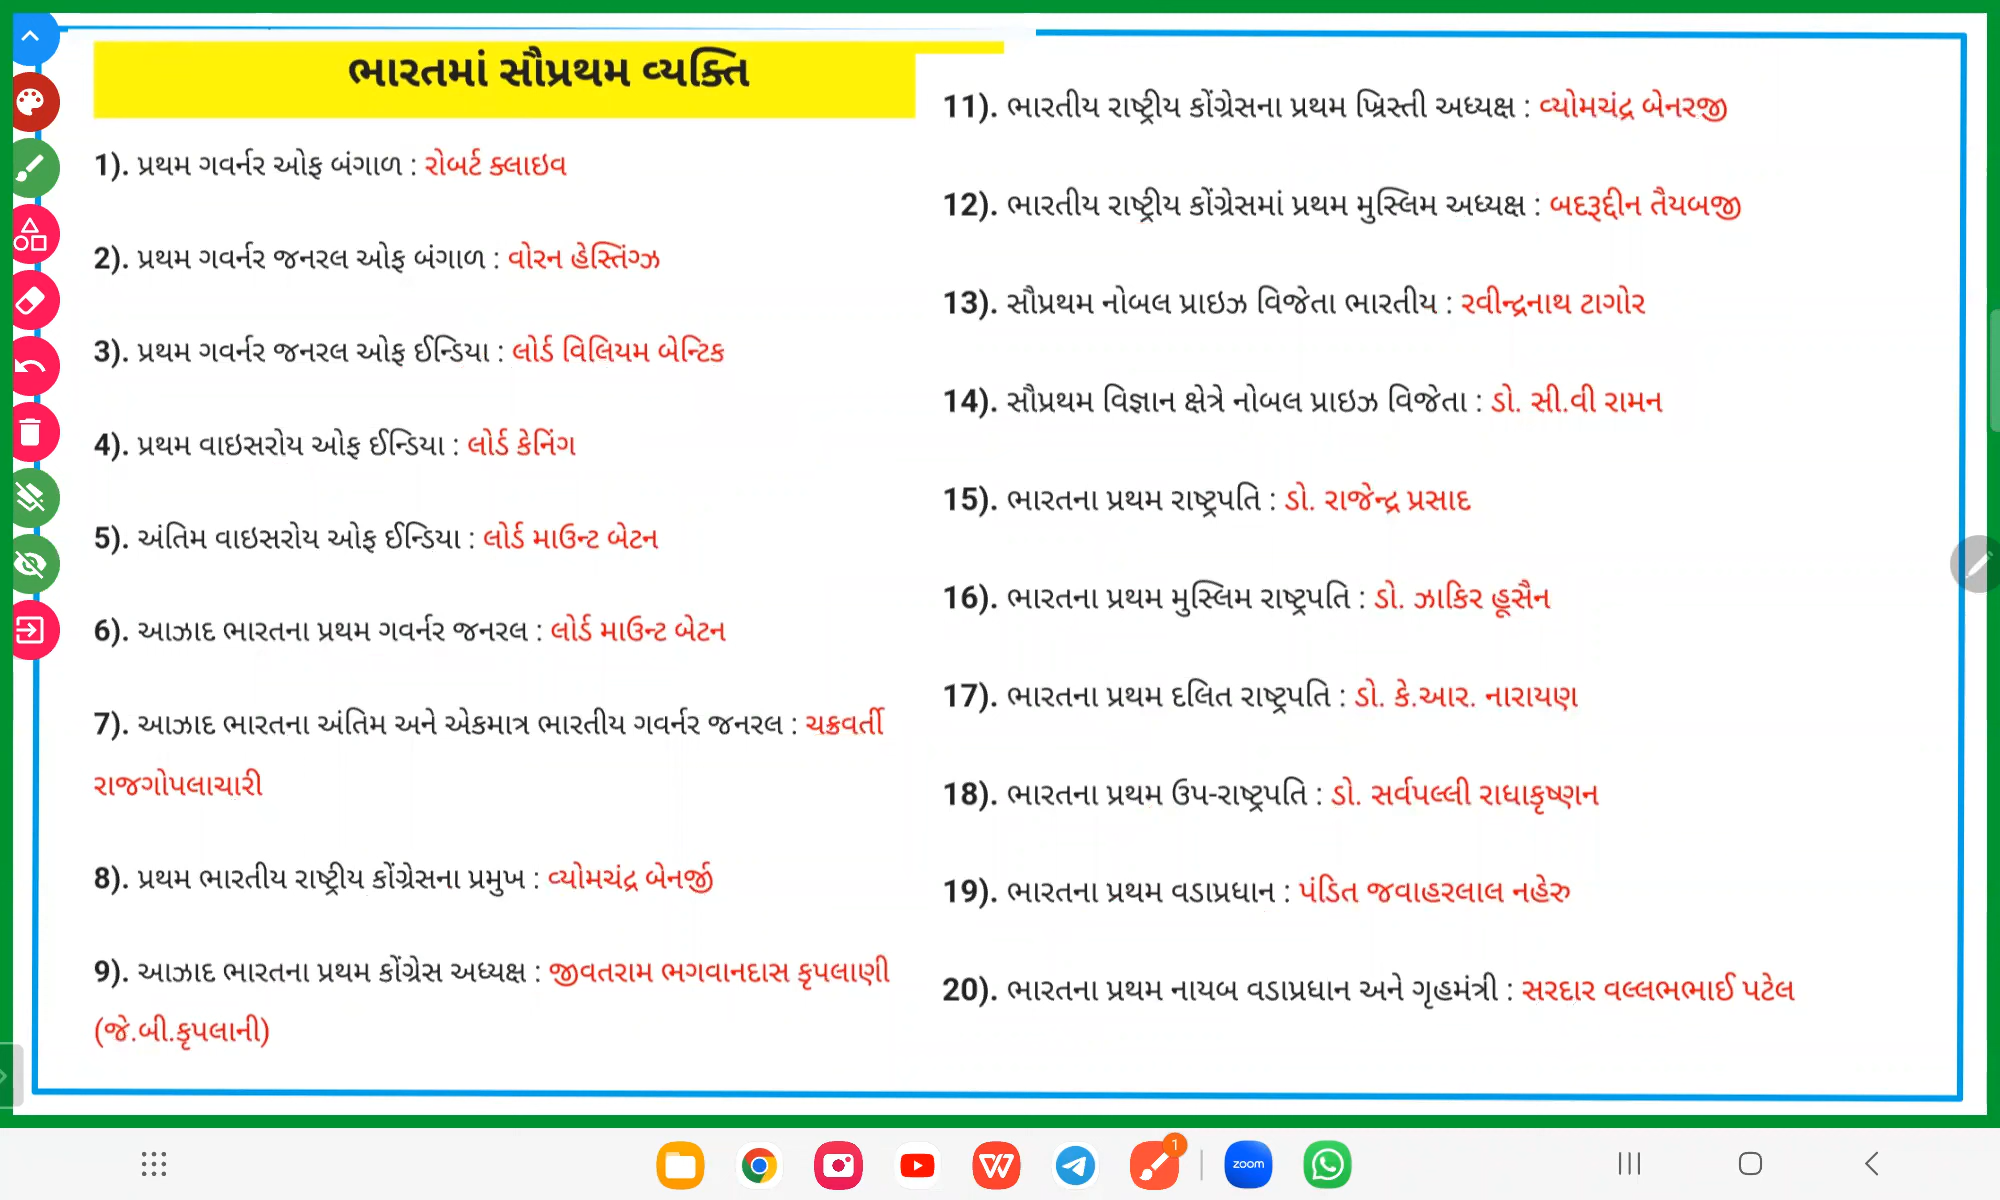 ભારતમાં સૌપ્રથમ વ્યક્તિ
1). પ્રથમ ગવર્નર ઓફ બંગાળ : રોબર્ટ ક્લાઇવ
2). પ્રથમ ગવર્નર જનરલ ઓફ બંગાળ : વોરન હેસ્ટિંગ્ઝ
3). પ્રથમ ગવર્નર જનરલ ઓફ ઈન્ડિયા : લોર્ડ વિલિયમ બેન્ટિક
4). પ્રથમ વાઇસરોય ઓફ ઈન્ડિયા : લોર્ડ કેનિંગ
5). અંતિમ વાઇસરોય ઓફ ઈન્ડિયા : લોર્ડ માઉન્ટ બેટન
6). આઝાદ ભારતના પ્રથમ ગવર્નર જનરલ : લોર્ડ માઉન્ટ બેટન
7). આઝાદ ભારતના અંતિમ અને એકમાત્ર ભારતીય ગવર્નર જનરલ : ચક્રવર્તી
રાજગોપલાચારી
8). પ્રથમ ભારતીય રાષ્ટ્રીય કોંગ્રેસના પ્રમુખ : વ્યોમચંદ્ર બેનર્જી
9). આઝાદ ભારતના પ્રથમ કોંગ્રેસ અધ્યક્ષ : જીવતરામ ભગવાનદાસ કૃપલાણી
(જે.બી.કૃપલાની)
11). ભારતીય રાષ્ટ્રીય કોંગ્રેસના પ્રથમ ખ્રિસ્તી અધ્યક્ષ : વ્યોમચંદ્ર બેનરજી
12). ભારતીય રાષ્ટ્રીય કોંગ્રેસમાં પ્રથમ મુસ્લિમ અધ્યક્ષ : બદરૂદ્દીન તૈયબજી
13). સૌપ્રથમ નોબલ પ્રાઇઝ વિજેતા ભારતીય : રવીન્દ્રનાથ ટાગોર
14). સૌપ્રથમ વિજ્ઞાન ક્ષેત્રે નોબલ પ્રાઇઝ વિજેતા : ડો. સી.વી રામન
15). ભારતના પ્રથમ રાષ્ટ્રપતિ : ડો. રાજેન્દ્ર પ્રસાદ
16). ભારતના પ્રથમ મુસ્લિમ રાષ્ટ્રપતિ : ડો. ઝાકિર હૂસૈન
17). ભારતના પ્રથમ દલિત રાષ્ટ્રપતિ : ડો. કે.આર. નારાયણ
18). ભારતના પ્રથમ ઉપ-રાષ્ટ્રપતિ : ડો. સર્વપલ્લી રાધાકૃષ્ણન
19). ભારતના પ્રથમ વડાપ્રધાન : પંડિત જવાહરલાલ નહેરુ
20). ભારતના પ્રથમ નાયબ વડાપ્રધાન અને ગૃહમંત્રી : સરદાર વલ્લભભાઈ પટેલ
1
zoom